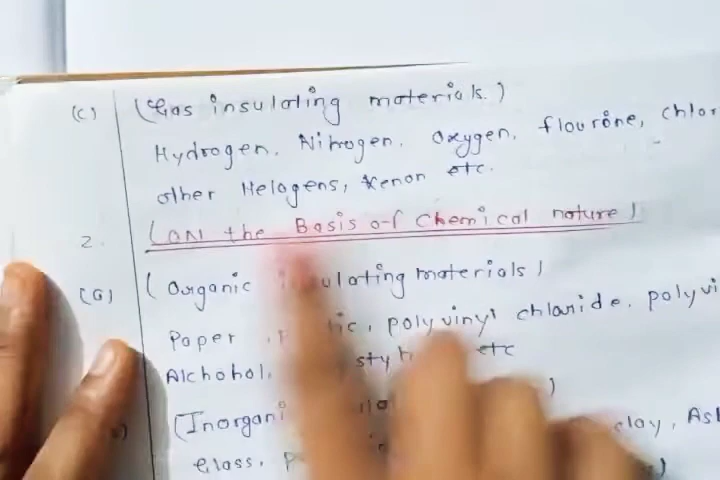 (c) (Gas insulating materials.)
Hydrogen. Nitrogen. Oxygen. flourine, chlor
other Helogens, xenon etc.
2. (ON the Basis of Chemical nature)
(a) (Organic insulating materials)
Paper, polyvinyl chloride. polyvi
Alchohol. etc
(Inorgani clay, Asb
Glass.